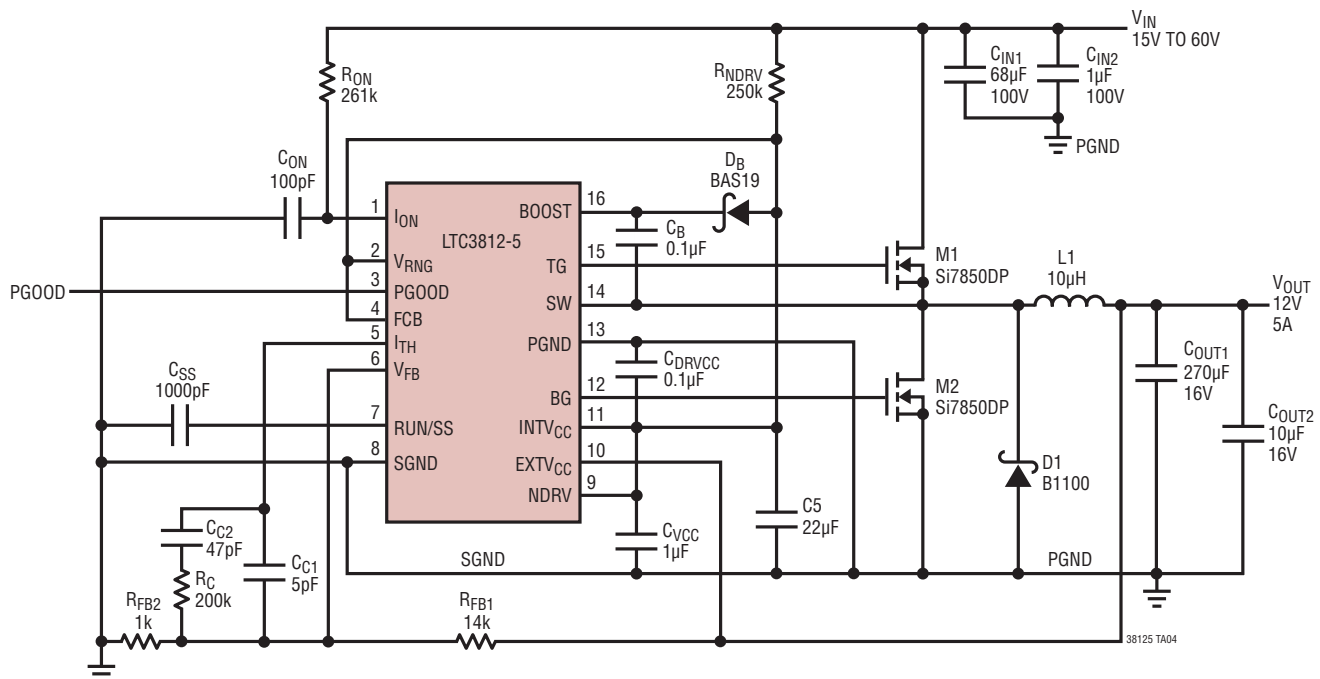 V_IN
15V TO 60V
R_ON
261k
R_NDRV
250k
C_IN1
68µF
100V
C_IN2
1µF
100V
PGND
C_ON
100pF
D_B
BAS19
LTC3812-5
1
I_ON
2
V_RNG
PGOOD
3
PGOOD
4
FCB
5
I_TH
6
V_FB
7
RUN/SS
8
SGND
16
BOOST
15
TG
14
SW
13
PGND
12
BG
11
INTV_CC
10
EXTV_CC
9
NDRV
C_B
0.1µF
M1
Si7850DP
L1
10µH
V_OUT
12V
5A
C_DRVCC
0.1µF
M2
Si7850DP
C_OUT1
270µF
16V
C_OUT2
10µF
16V
C_SS
1000pF
D1
B1100
C5
22µF
C_VCC
1µF
C_C2
47pF
R_C
200k
C_C1
5pF
SGND
PGND
R_FB2
1k
R_FB1
14k
38125 TA04